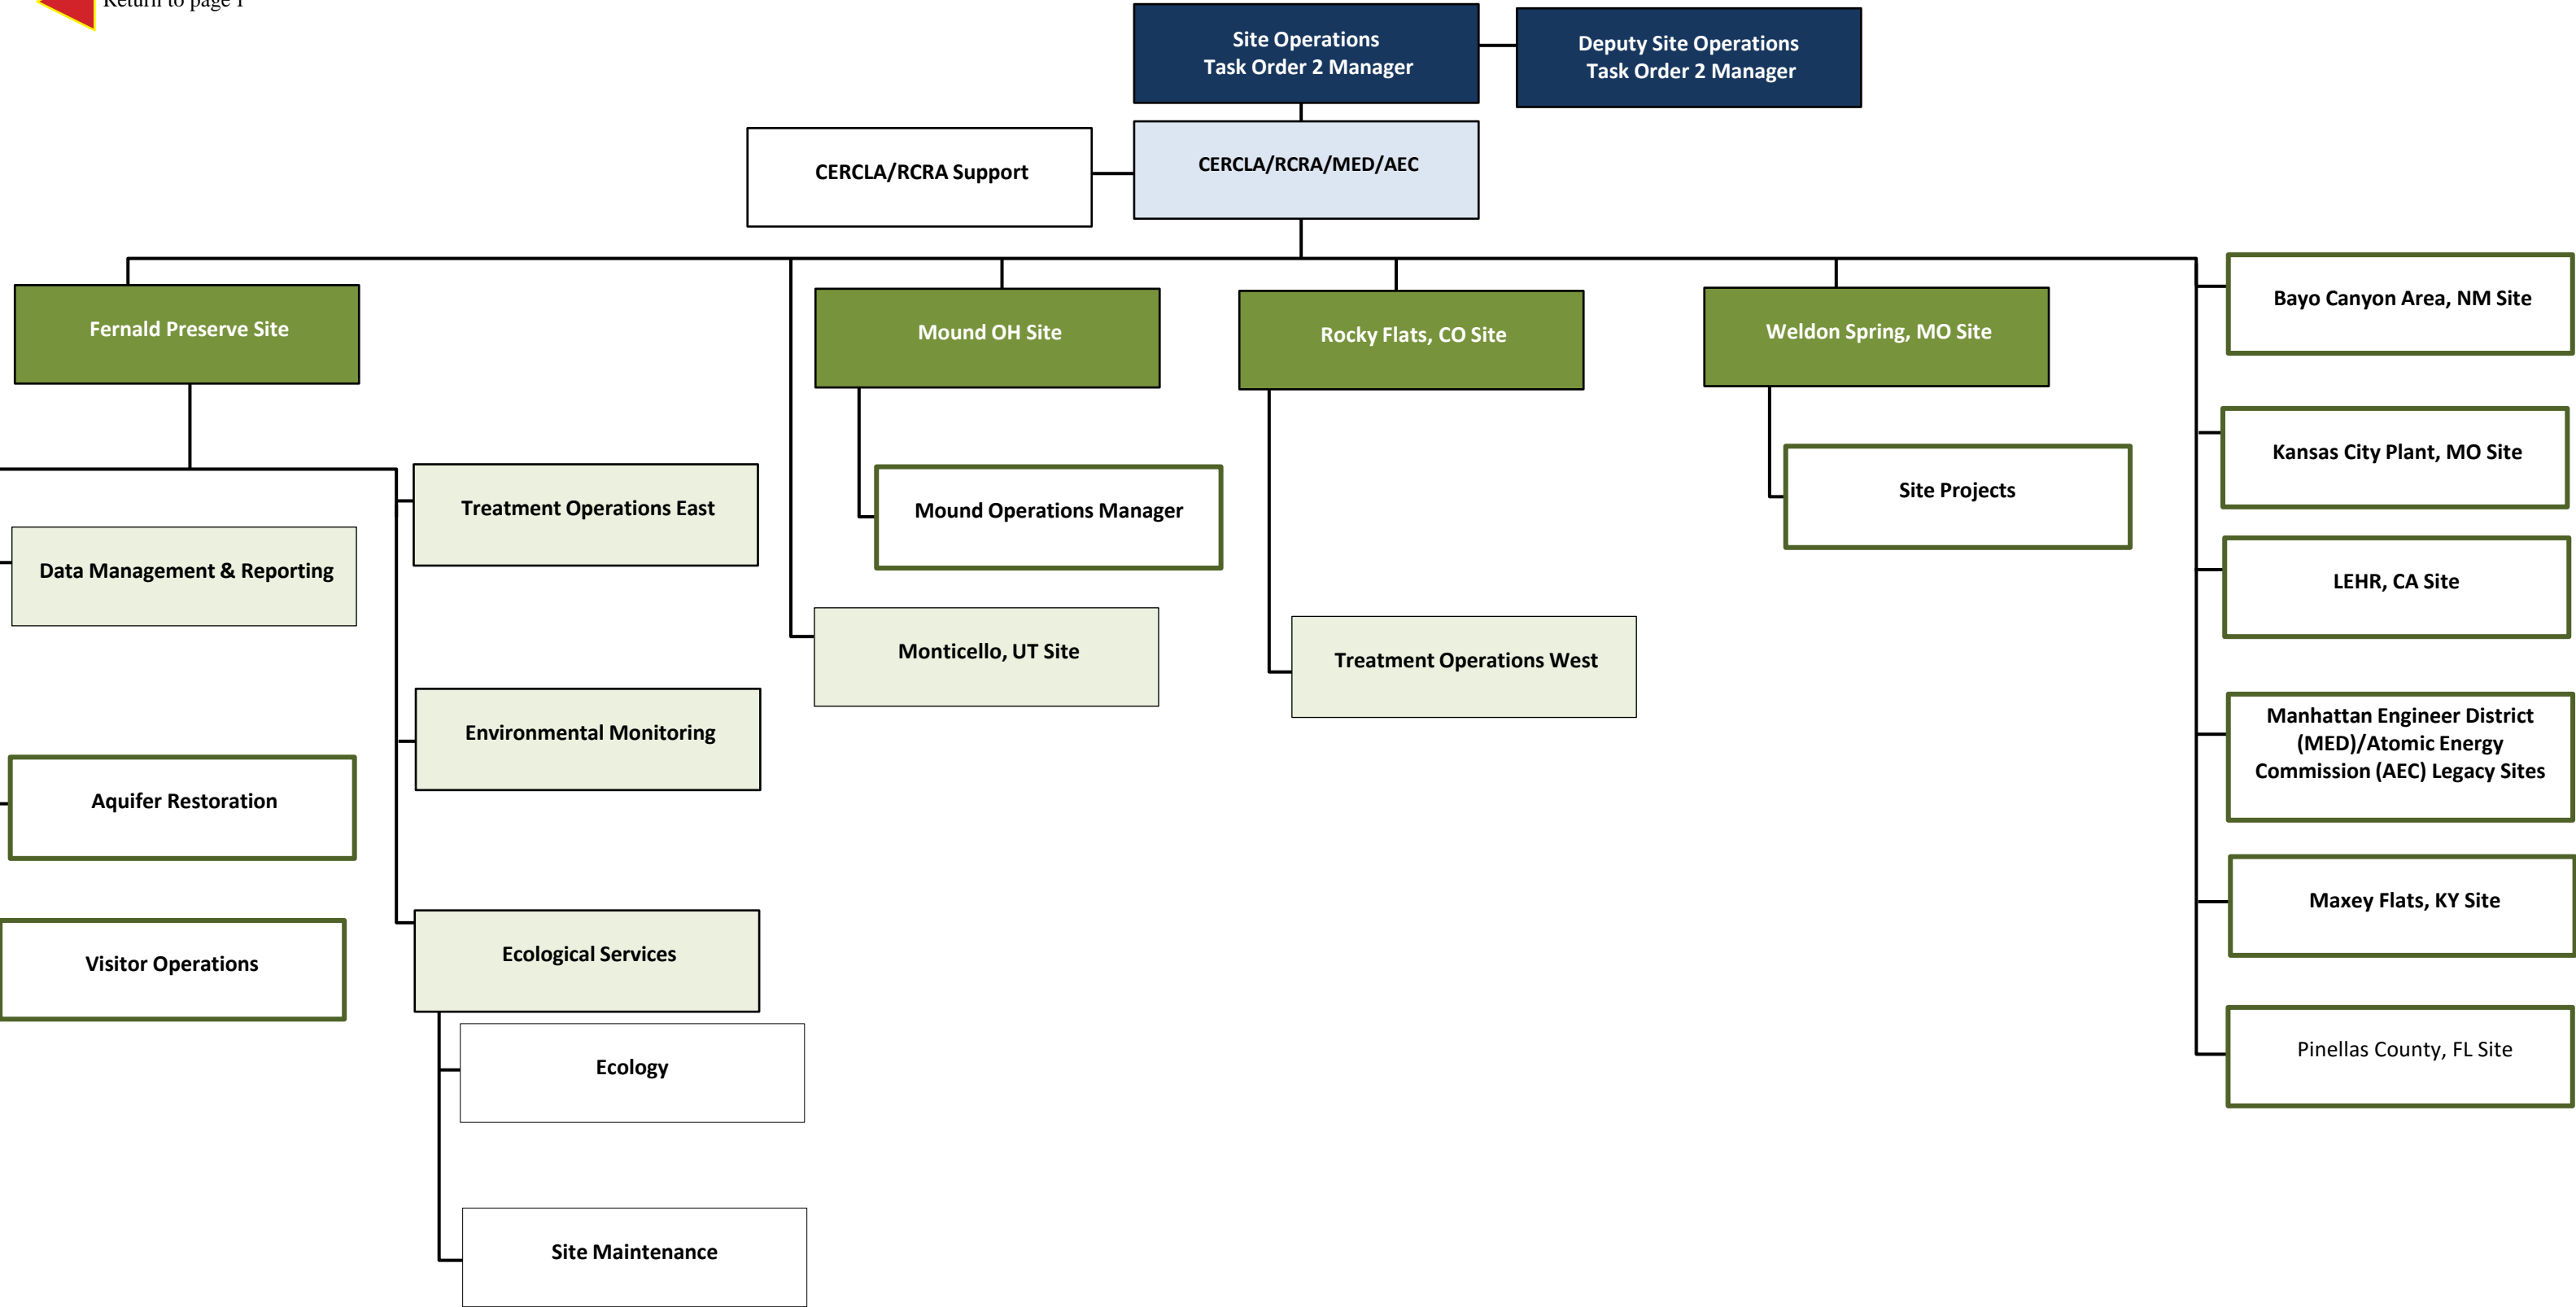 Return to page 1
Site Operations
Task Order 2 Manager
Deputy Site Operations
Task Order 2 Manager
CERCLA/RCRA Support
CERCLA/RCRA/MED/AEC
Fernald Preserve Site
Mound OH Site
Rocky Flats, CO Site
Weldon Spring, MO Site
Bayo Canyon Area, NM Site
Kansas City Plant, MO Site
LEHR, CA Site
Manhattan Engineer District
(MED)/Atomic Energy
Commission (AEC) Legacy Sites
Maxey Flats, KY Site
Pinellas County, FL Site
Treatment Operations East
Data Management & Reporting
Mound Operations Manager
Site Projects
Monticello, UT Site
Treatment Operations West
Environmental Monitoring
Aquifer Restoration
Visitor Operations
Ecological Services
Ecology
Site Maintenance